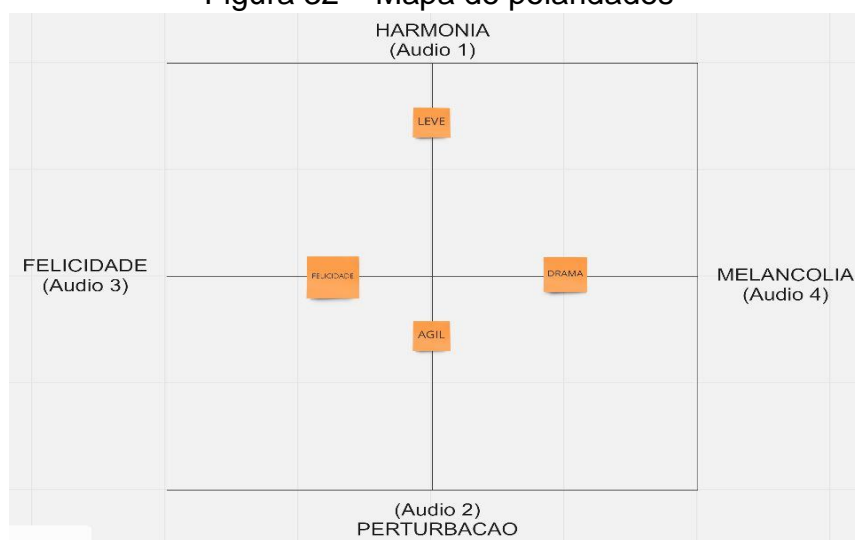 Figura 32 – Mapa de polaridades
HARMONIA
(Audio 1)
LEVE
FELICIDADE
(Audio 3)
FELICIDADE
DRAMA
MELANCOLIA
(Audio 4)
AGIL
(Audio 2)
PERTURBACAO